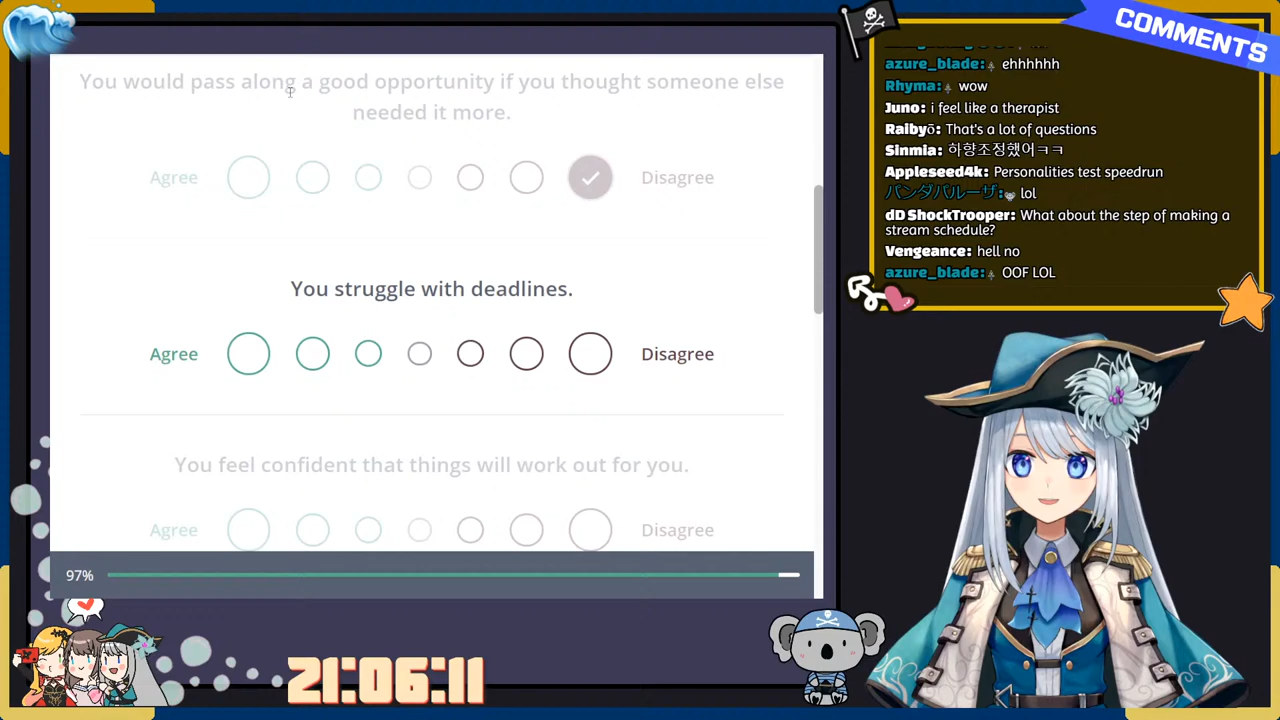 You would pass along a good opportunity if you thought someone else
needed it more.
Agree
Disagree
You struggle with deadlines.
Agree
Disagree
You feel confident that things will work out for you.
Agree
Disagree
97%
21:06:11
COMMENTS
azure_blade: ehhhhhh
Rhyma: wow
Juno: i feel like a therapist
Raibyō: That's a lot of questions
Sinmia: 하향조정했어ㅋㅋ
Appleseed4k: Personalities test speedrun
パンダパルーザ: lol
dD ShockTrooper: What about the step of making a
stream schedule?
Vengeance: hell no
azure_blade: OOF LOL